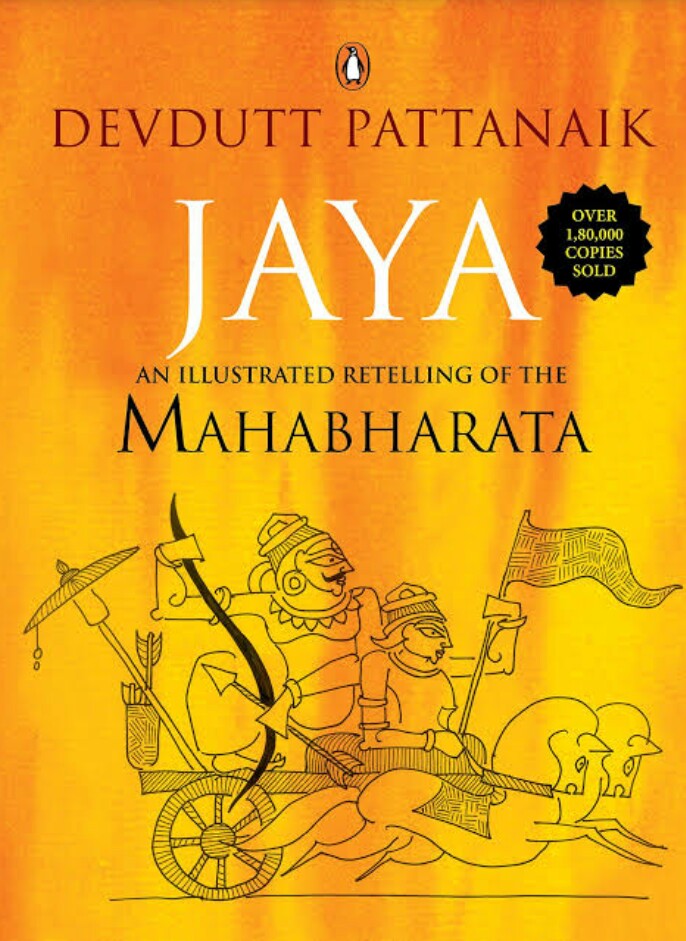 DEVDUTT PATTANAIK
JAYA
OVER
1,80,000
COPIES
SOLD
AN ILLUSTRATED RETELLING OF THE
MAHABHARATA